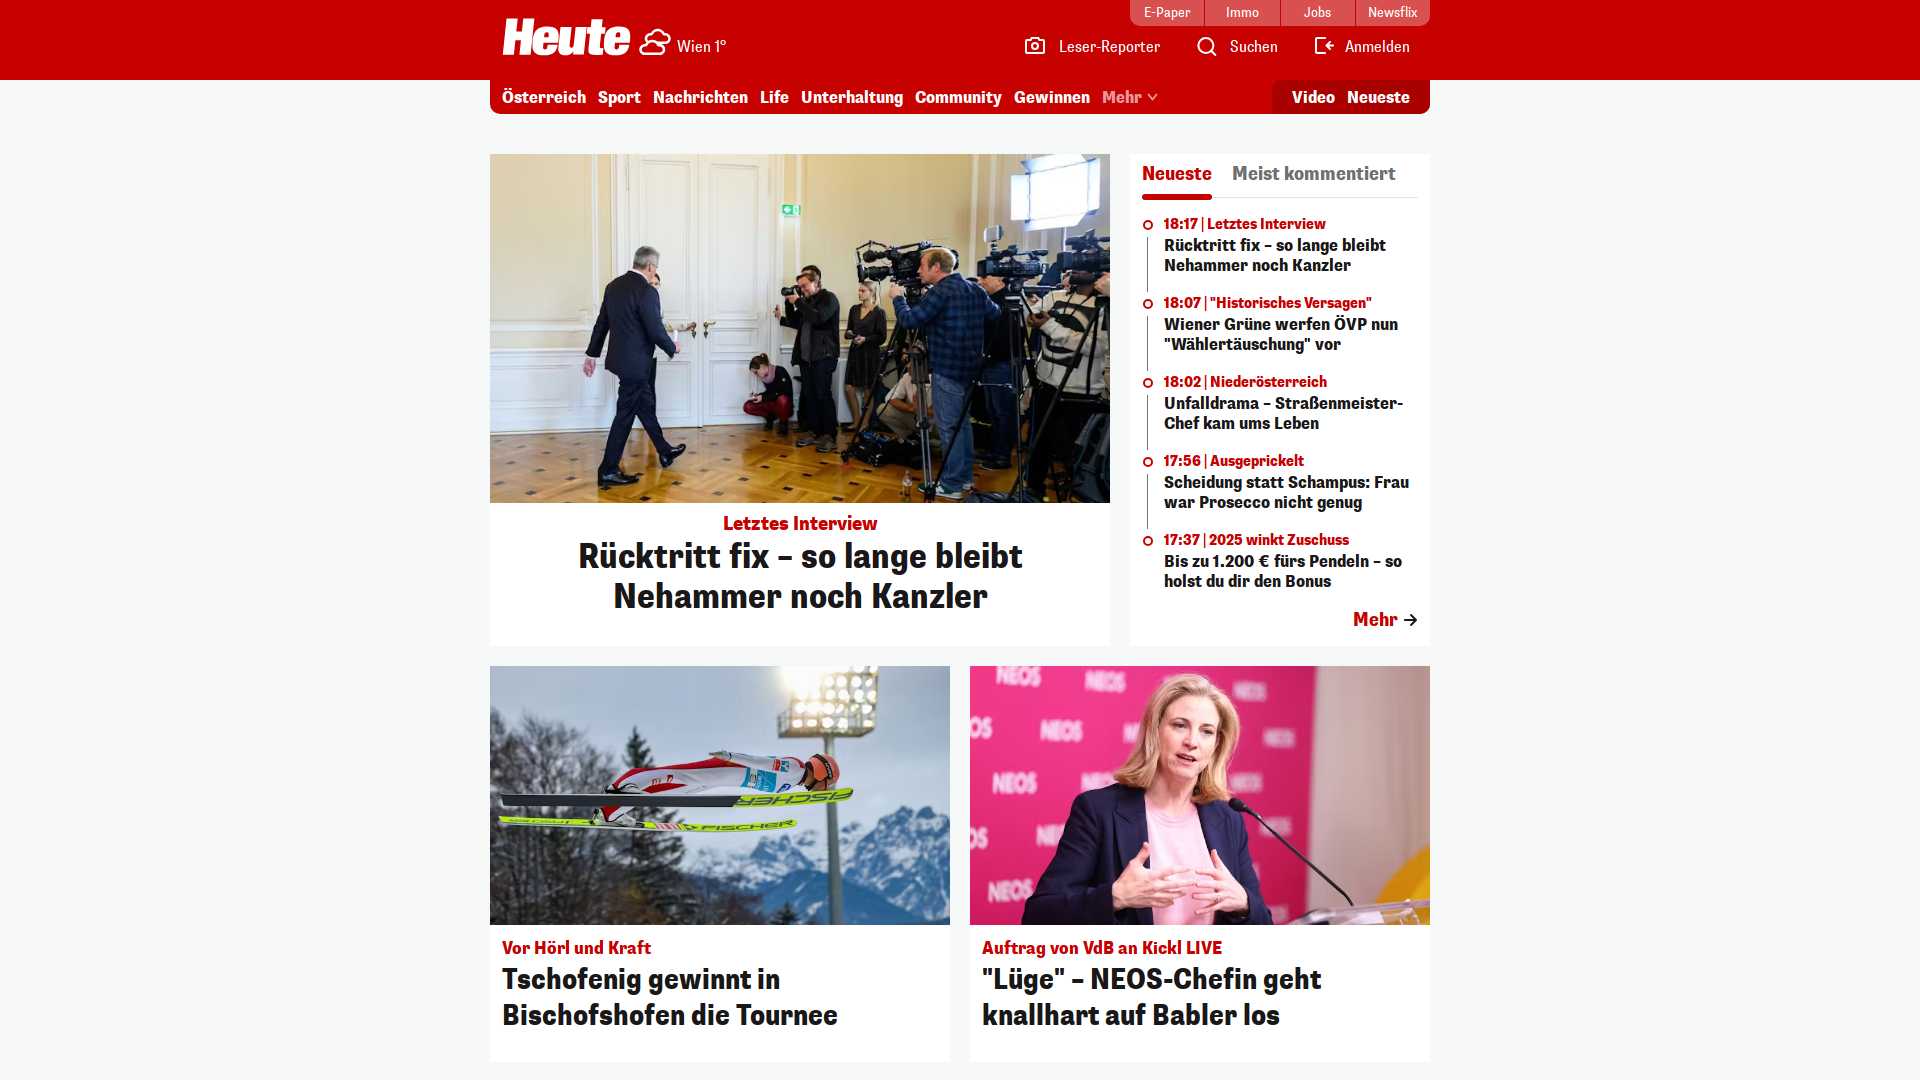 E-Paper
Immo
Jobs
Newsflix
Heute
Wien 1°
Leser-Reporter
Suchen
Anmelden
Österreich
Sport
Nachrichten
Life
Unterhaltung
Community
Gewinnen
Mehr
Video
Neueste
Letztes Interview
Rücktritt fix – so lange bleibt
Nehammer noch Kanzler
Neueste
Meist kommentiert
18:17 | Letztes Interview
Rücktritt fix – so lange bleibt
Nehammer noch Kanzler
18:07 | "Historisches Versagen"
Wiener Grüne werfen ÖVP nun
"Wählertäuschung" vor
18:02 | Niederösterreich
Unfalldrama – Straßenmeister-
Chef kam ums Leben
17:56 | Ausgeprickelt
Scheidung statt Schampus: Frau
war Prosecco nicht genug
17:37 | 2025 winkt Zuschuss
Bis zu 1.200 € fürs Pendeln – so
holst du dir den Bonus
Mehr
FISCHER
FISCHER
Vor Hörl und Kraft
Tschofenig gewinnt in
Bischofshofen die Tournee
NEOS
NEOS
NEOS
NEOS
NEOS
NEOS
NEOS
Auftrag von VdB an Kickl LIVE
"Lüge" – NEOS-Chefin geht
knallhart auf Babler los